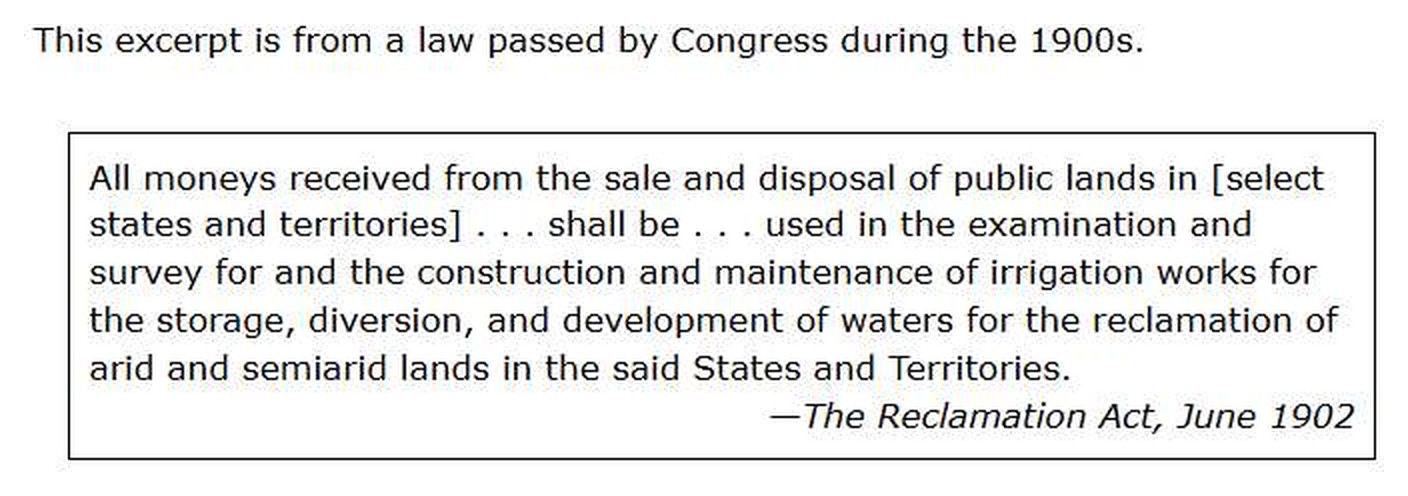 This excerpt is from a law passed by Congress during the 1900s.
All moneys received from the sale and disposal of public lands in [select
states and territories] . . . shall be . . . used in the examination and
survey for and the construction and maintenance of irrigation works for
the storage, diversion, and development of waters for the reclamation of
arid and semiarid lands in the said States and Territories.
—The Reclamation Act, June 1902